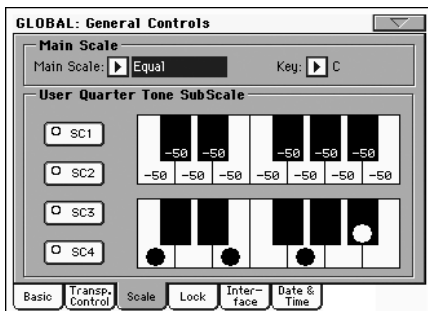 GLOBAL: General Controls
Main Scale
Main Scale: Equal Key: C
User Quarter Tone SubScale
SC1
-50 -50 -50 -50 -50
SC2
-50 -50 -50 -50 -50 -50 -50
SC3
SC4
Basic Transp. Control Scale Lock Inter-face Date & Time